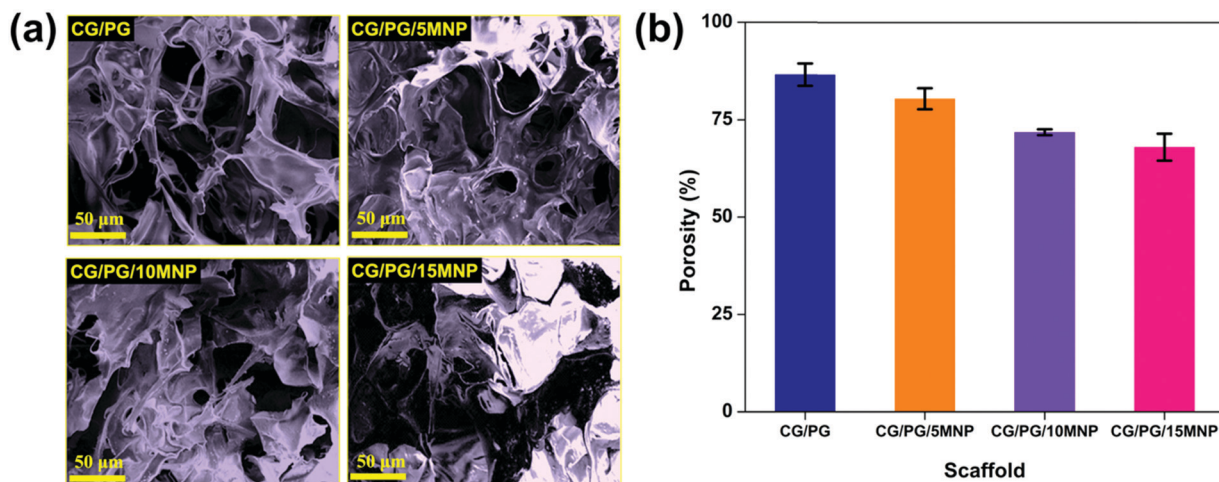 (a)
CG/PG
CG/PG/5MNP
50 µm
50 µm
CG/PG/10MNP
CG/PG/15MNP
50 µm
50 µm
(b)
100
75
50
25
0
Porosity (%)
CG/PG
CG/PG/5MNP
CG/PG/10MNP
CG/PG/15MNP
Scaffold